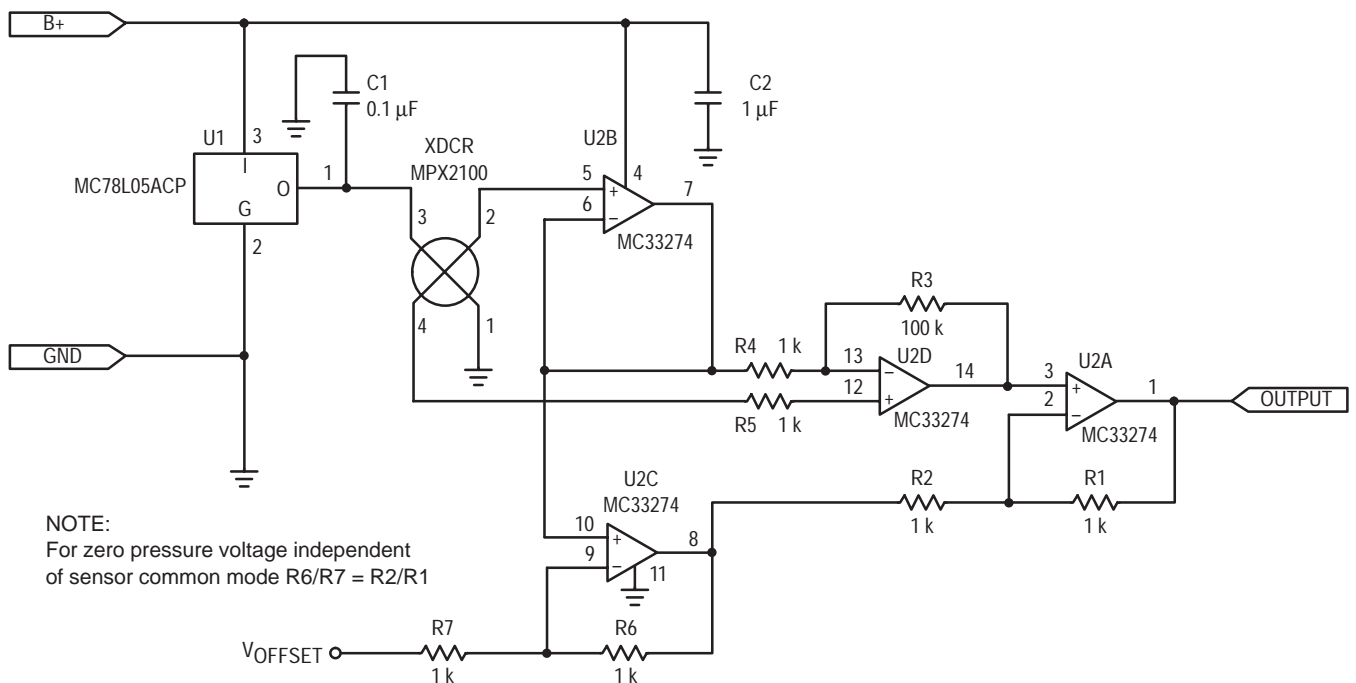 B+
C1
0.1 µF
C2
1 µF
U1
3
I
MC78L05ACP
O
1
G
2
XDCR
MPX2100
3
2
4
1
U2B
5
+
4
7
6
–
MC33274
GND
R3
100 k
R4
1 k
13
–
U2D
14
12
+
MC33274
R5
1 k
U2A
3
+
1
2
–
MC33274
OUTPUT
U2C
MC33274
10
+
8
9
–
11
R2
1 k
R1
1 k
NOTE:
For zero pressure voltage independent
of sensor common mode R6/R7 = R2/R1
VOFFSET
R7
1 k
R6
1 k